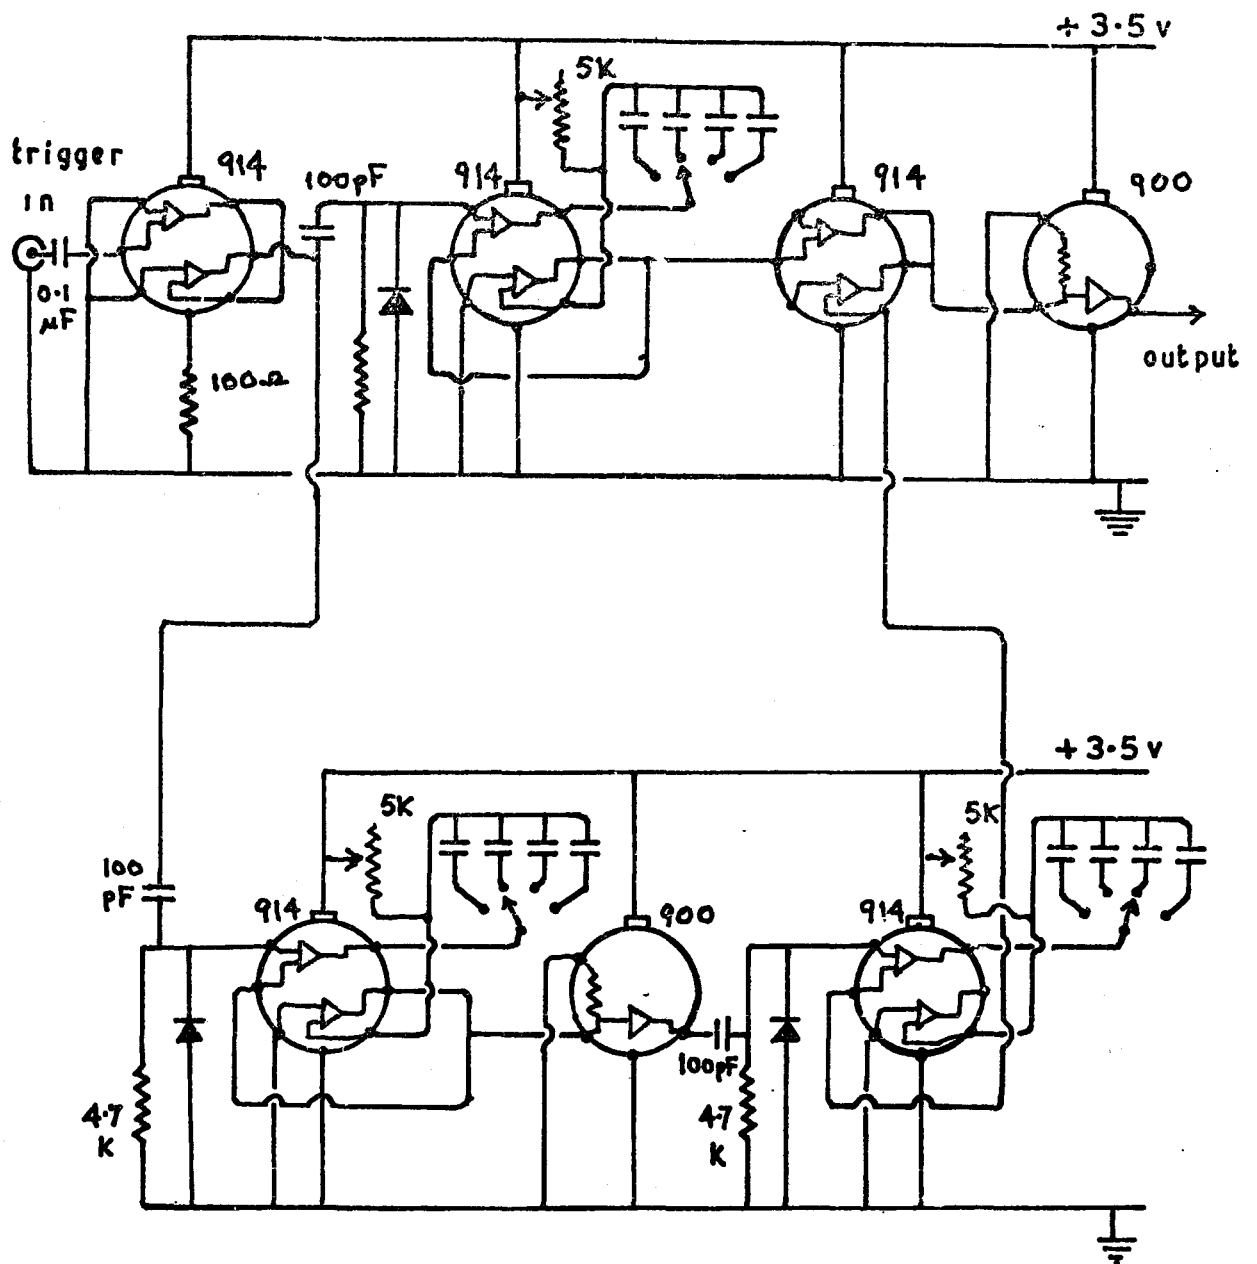 + 3.5 v
5K
trigger
in
914
100pF
914
914
900
0.1
μF
100Ω
output
+ 3.5 v
5K
5K
100
pF
914
900
914
100pF
4.7
K
4.7
K